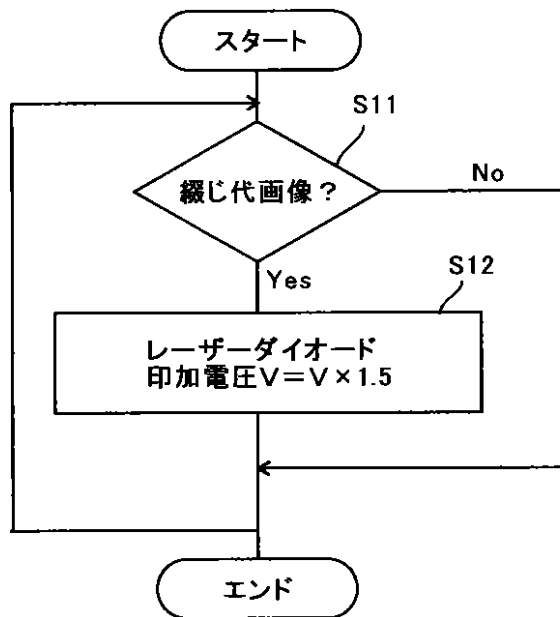 スタート
S11
綴じ代画像？
No
Yes
S12
レーザーダイオード
印加電圧V＝V×1.5
エンド